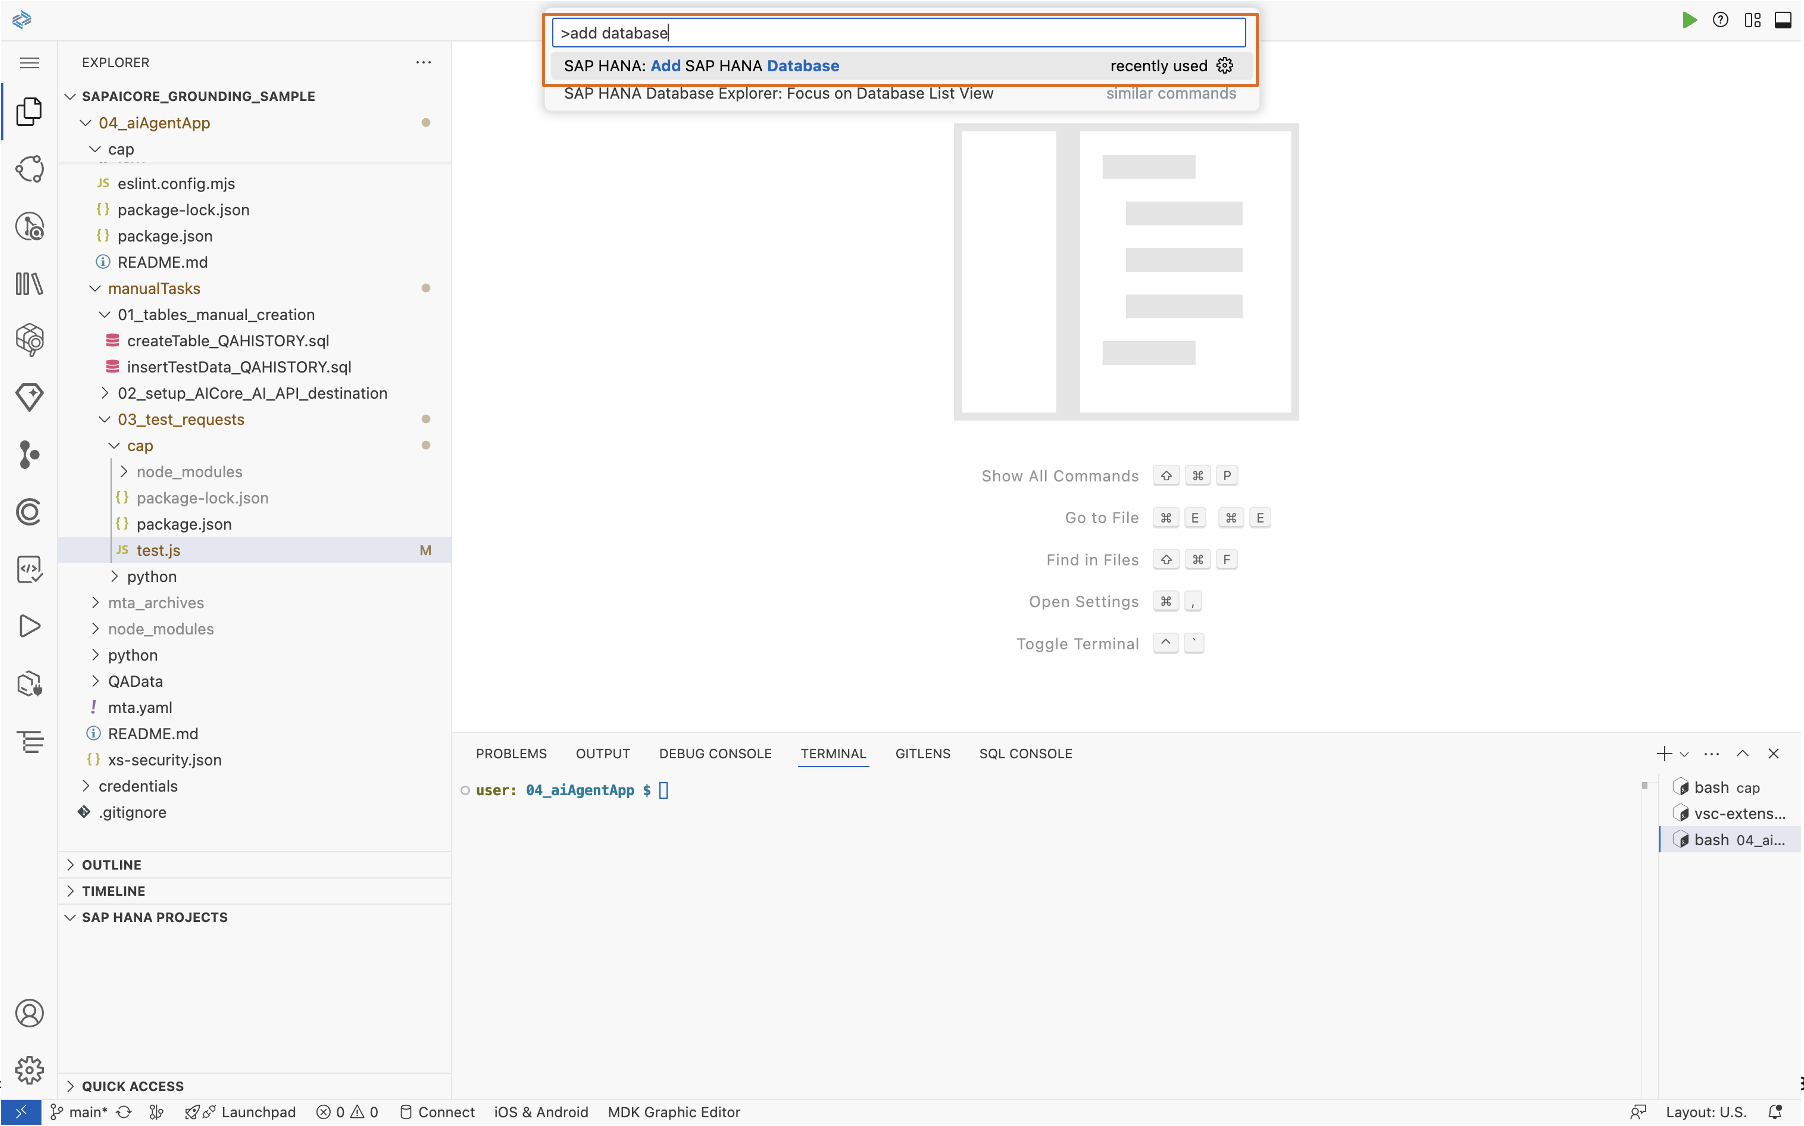 >add database
SAP HANA: Add SAP HANA Database recently used
SAP HANA Database Explorer: Focus on Database List View similar commands
EXPLORER
SAPAICORE_GROUNDING_SAMPLE
04_aiAgentApp
cap
JS eslint.config.mjs
{} package-lock.json
{} package.json
README.md
manualTasks
01_tables_manual_creation
createTable_QAHISTORY.sql
insertTestData_QAHISTORY.sql
02_setup_AICore_AI_API_destination
03_test_requests
cap
node_modules
{} package-lock.json
{} package.json
JS test.js M
python
mta_archives
node_modules
python
QAData
! mta.yaml
README.md
{} xs-security.json
credentials
.gitignore
OUTLINE
TIMELINE
SAP HANA PROJECTS
QUICK ACCESS
Show All Commands ⇧ ⌘ P
Go to File ⌘ E ⌘ E
Find in Files ⇧ ⌘ F
Open Settings ⌘ ,
Toggle Terminal ^ `
PROBLEMS OUTPUT DEBUG CONSOLE TERMINAL GITLENS SQL CONSOLE
user: 04_aiAgentApp $
bash cap
vsc-extens...
bash 04_ai...
main* Launchpad 0 0 Connect iOS & Android MDK Graphic Editor Layout: U.S.